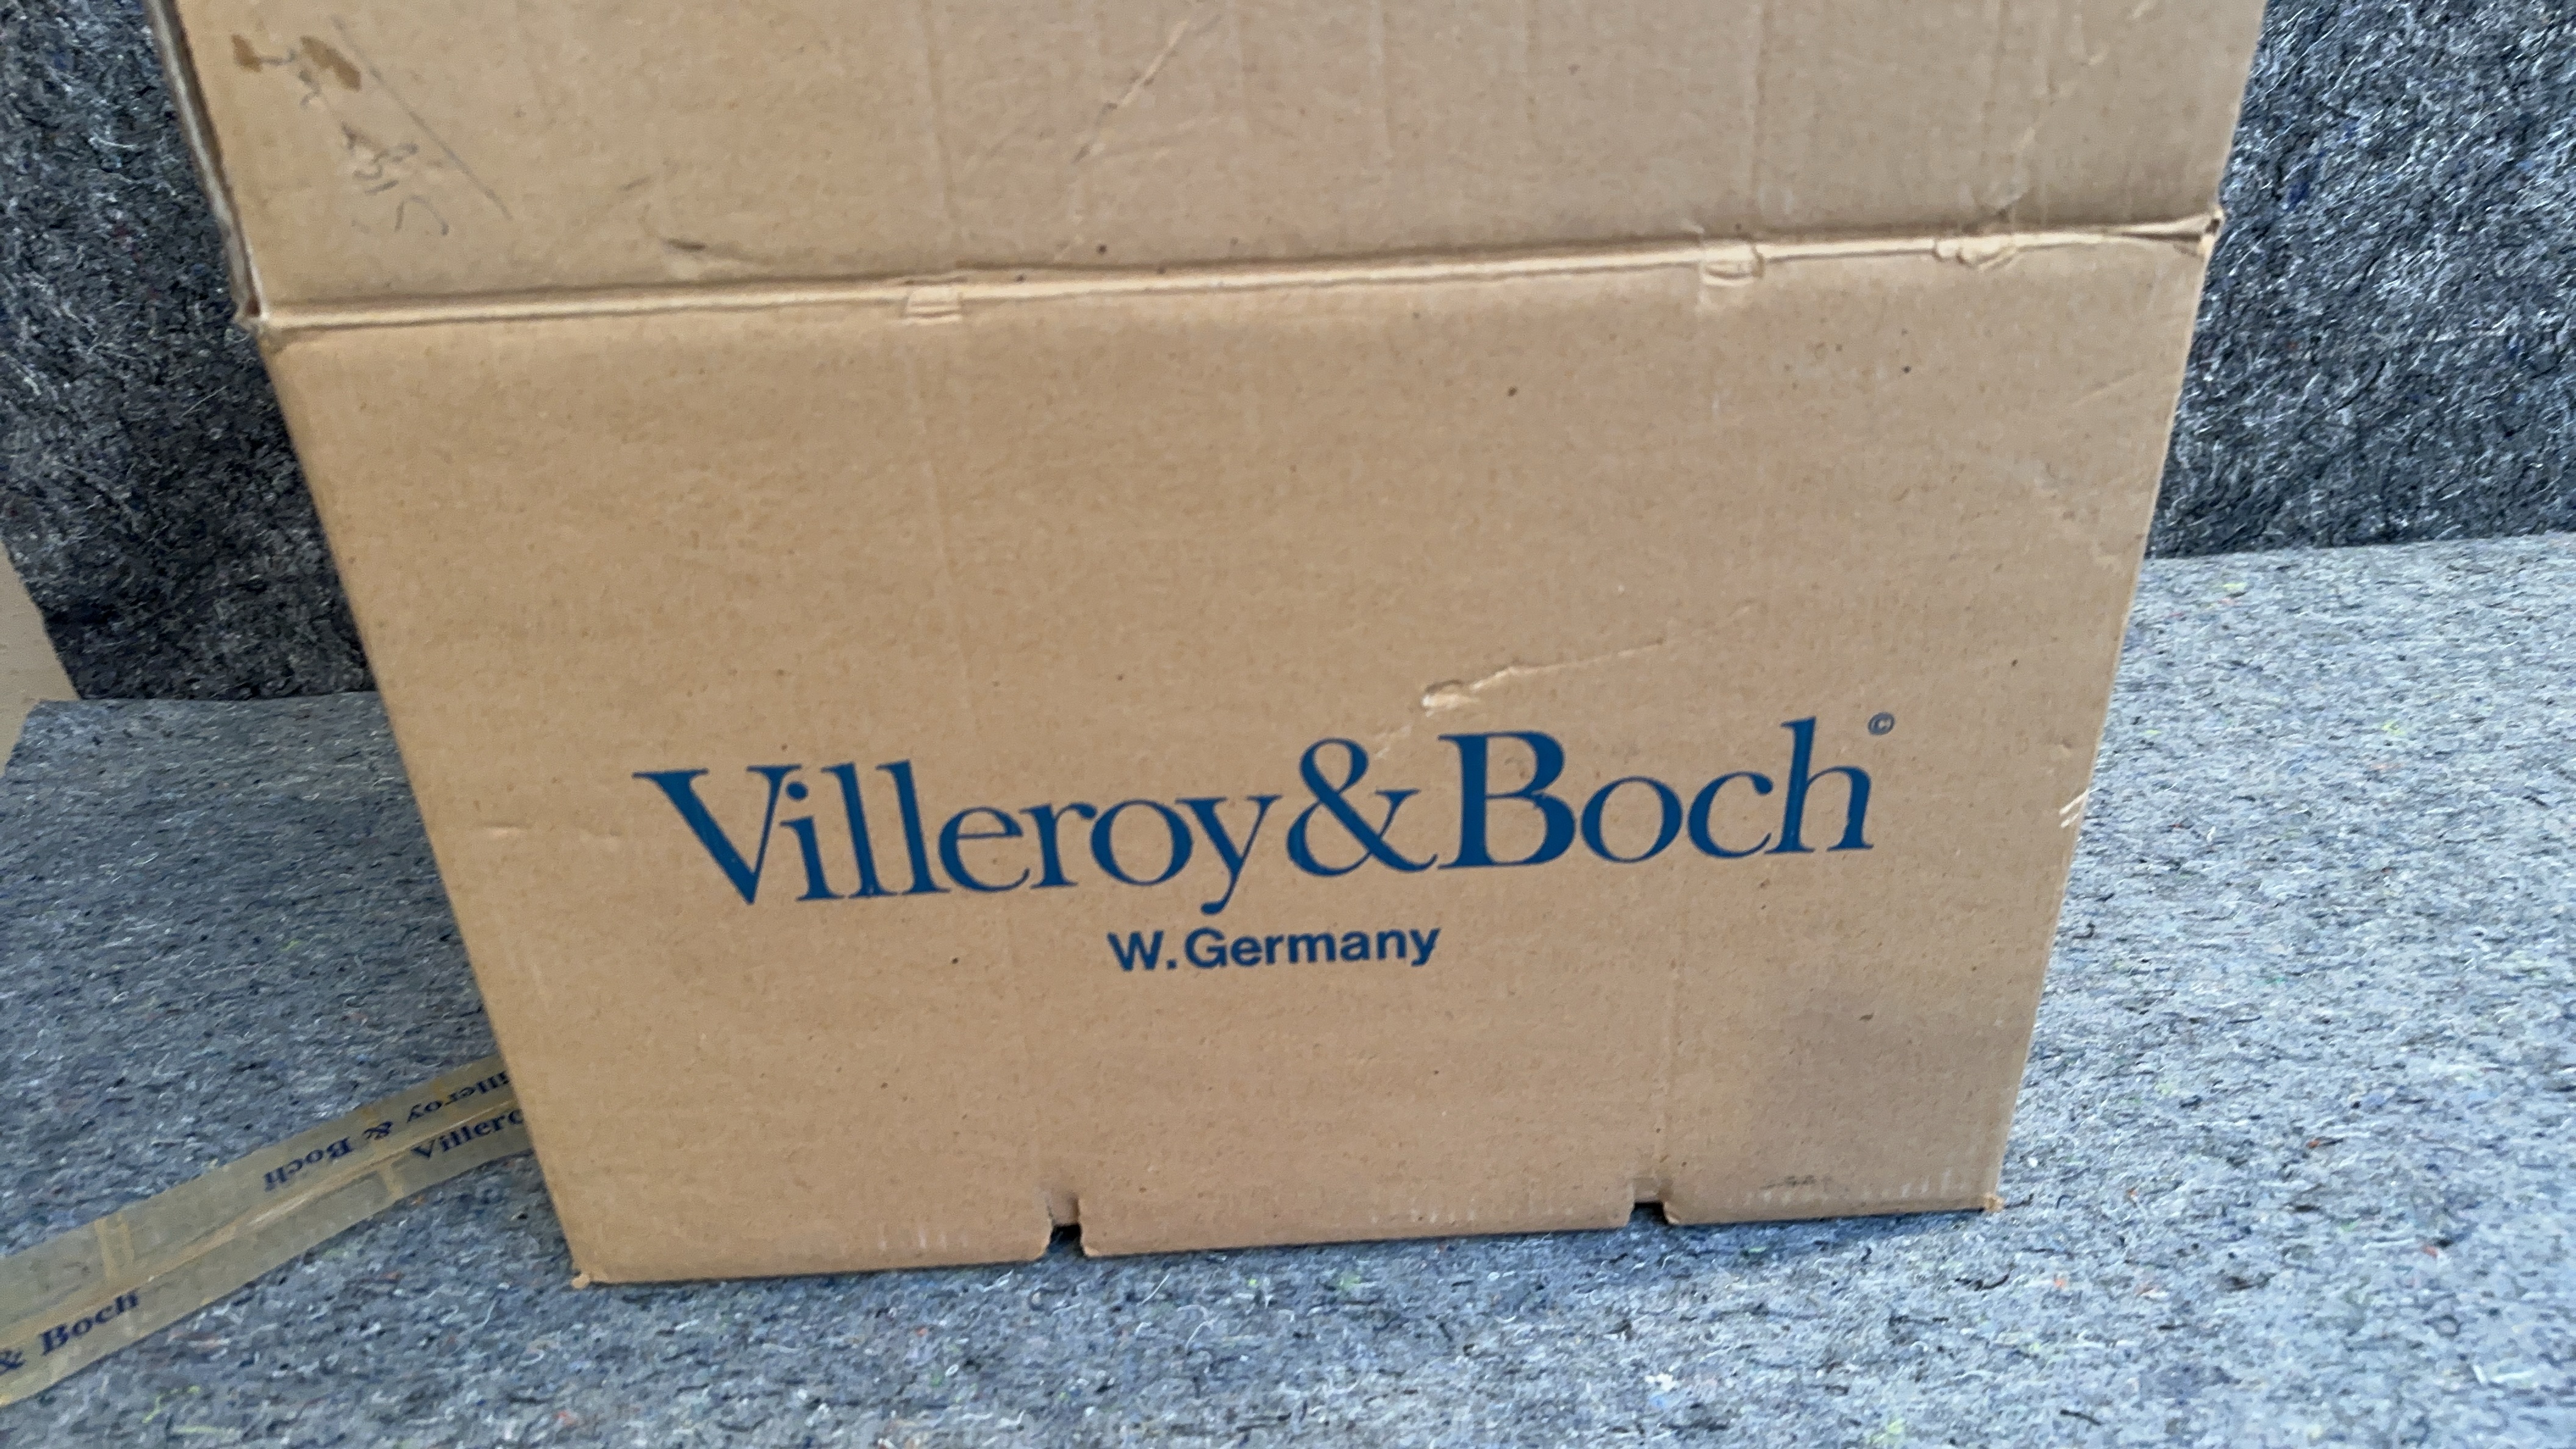 Villeroy&Boch©
W.Germany
Villeroy & Boch
Villero
& Boch